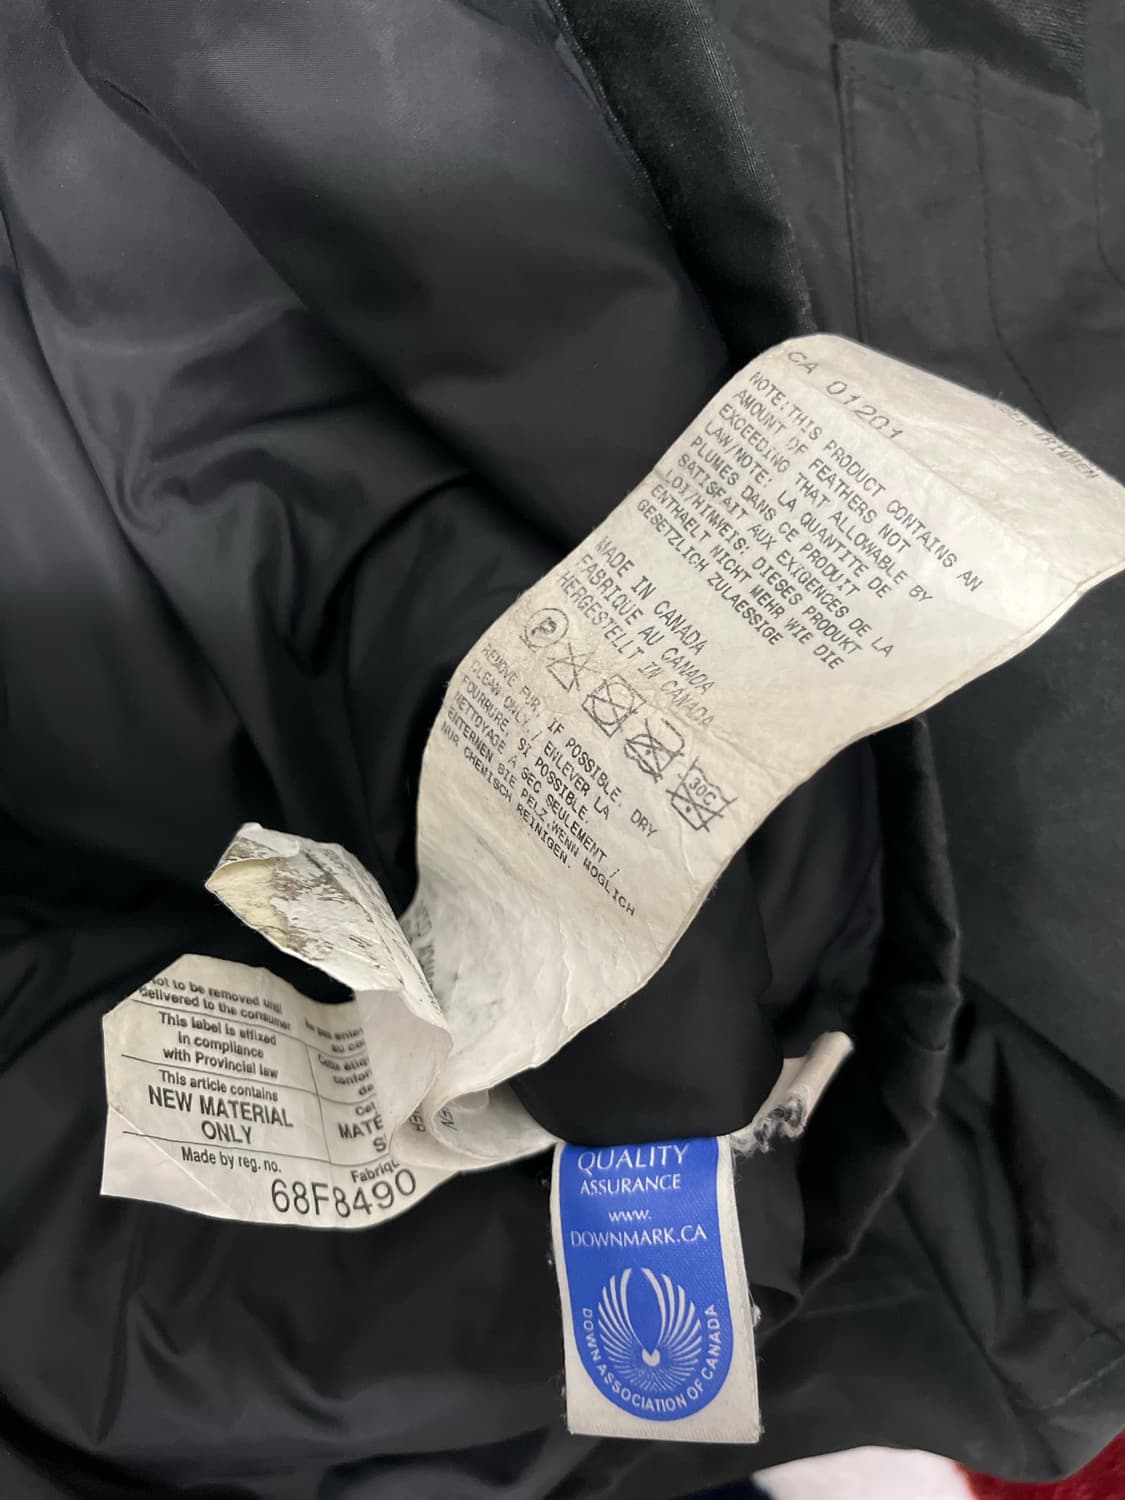 CA 01201
NOTE:THIS PRODUCT CONTAINS AN
AMOUNT OF FEATHERS NOT
EXCEEDING THAT ALLOWABLE BY
LAW/NOTE: LA QUANTITE DE
PLUMES DANS CE PRODUIT
SATISFAIT AUX EXIGENCES DE LA
LOI/HINWEIS: DIESES PRODUKT
ENTHAELT NICHT MEHR WIE DIE
GESETZLICH ZULAESSIGE
MADE IN CANADA
FABRIQUE AU CANADA
HERGESTELLT IN CANADA
P
30C
REMOVE FUR, IF POSSIBLE. DRY
CLEAN ONLY. / ENLEVER LA
FOURRURE, SI POSSIBLE.
NETTOYAGE A SEC SEULEMENT /
ENTERNEN SIE PELZ,WENN MOGLICH
NUR CHEMISCH REINIGEN.
Not to be removed until
delivered to the consumer
This label is affixed
in compliance
with Provincial law
This article contains
NEW MATERIAL
ONLY
Made by reg. no.
68F8490
QUALITY
ASSURANCE
www.
DOWNMARK.CA
DOWN ASSOCIATION OF CANADA